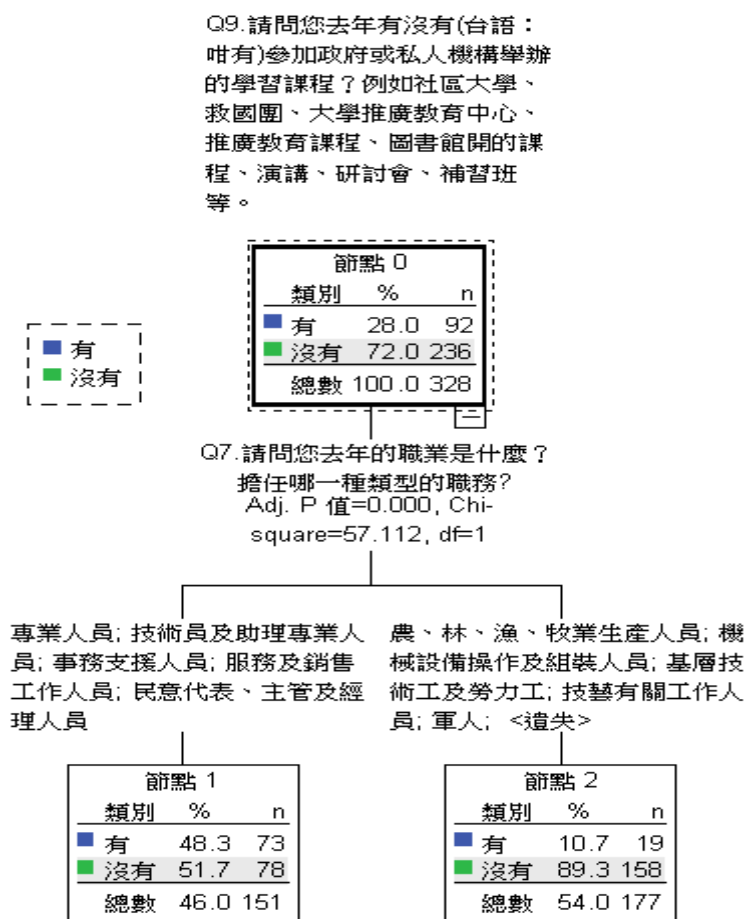 Q9.請問您去年有沒有(台語：
咁有)參加政府或私人機構舉辦
的學習課程？例如社區大學、
救國團、大學推廣教育中心、
推廣教育課程、圖書館開的課
程、演講、研討會、補習班
等。
節點 0
類別 % n
有 28.0 92
沒有 72.0 236
總數 100.0 328
有
沒有
Q7.請問您去年的職業是什麼？
擔任哪一種類型的職務?
Adj. P 值=0.000, Chi-
square=57.112, df=1
專業人員; 技術員及助理專業人
員; 事務支援人員; 服務及銷售
工作人員; 民意代表、主管及經
理人員
農、林、漁、牧業生產人員; 機
械設備操作及組裝人員; 基層技
術工及勞力工; 技藝有關工作人
員; 軍人; <遺失>
節點 1
類別 % n
有 48.3 73
沒有 51.7 78
總數 46.0 151
節點 2
類別 % n
有 10.7 19
沒有 89.3 158
總數 54.0 177